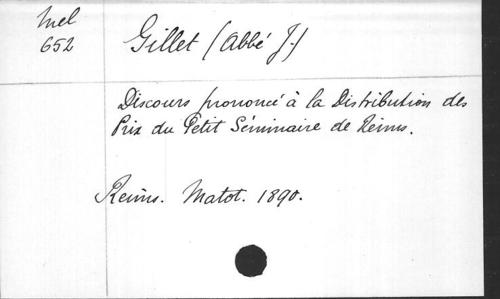 Mel
652
Gillet (Abbé J.)
Discours prononcé à la Distribution des
Prix du Petit Séminaire de Reims.
Reims. Matot. 1890.